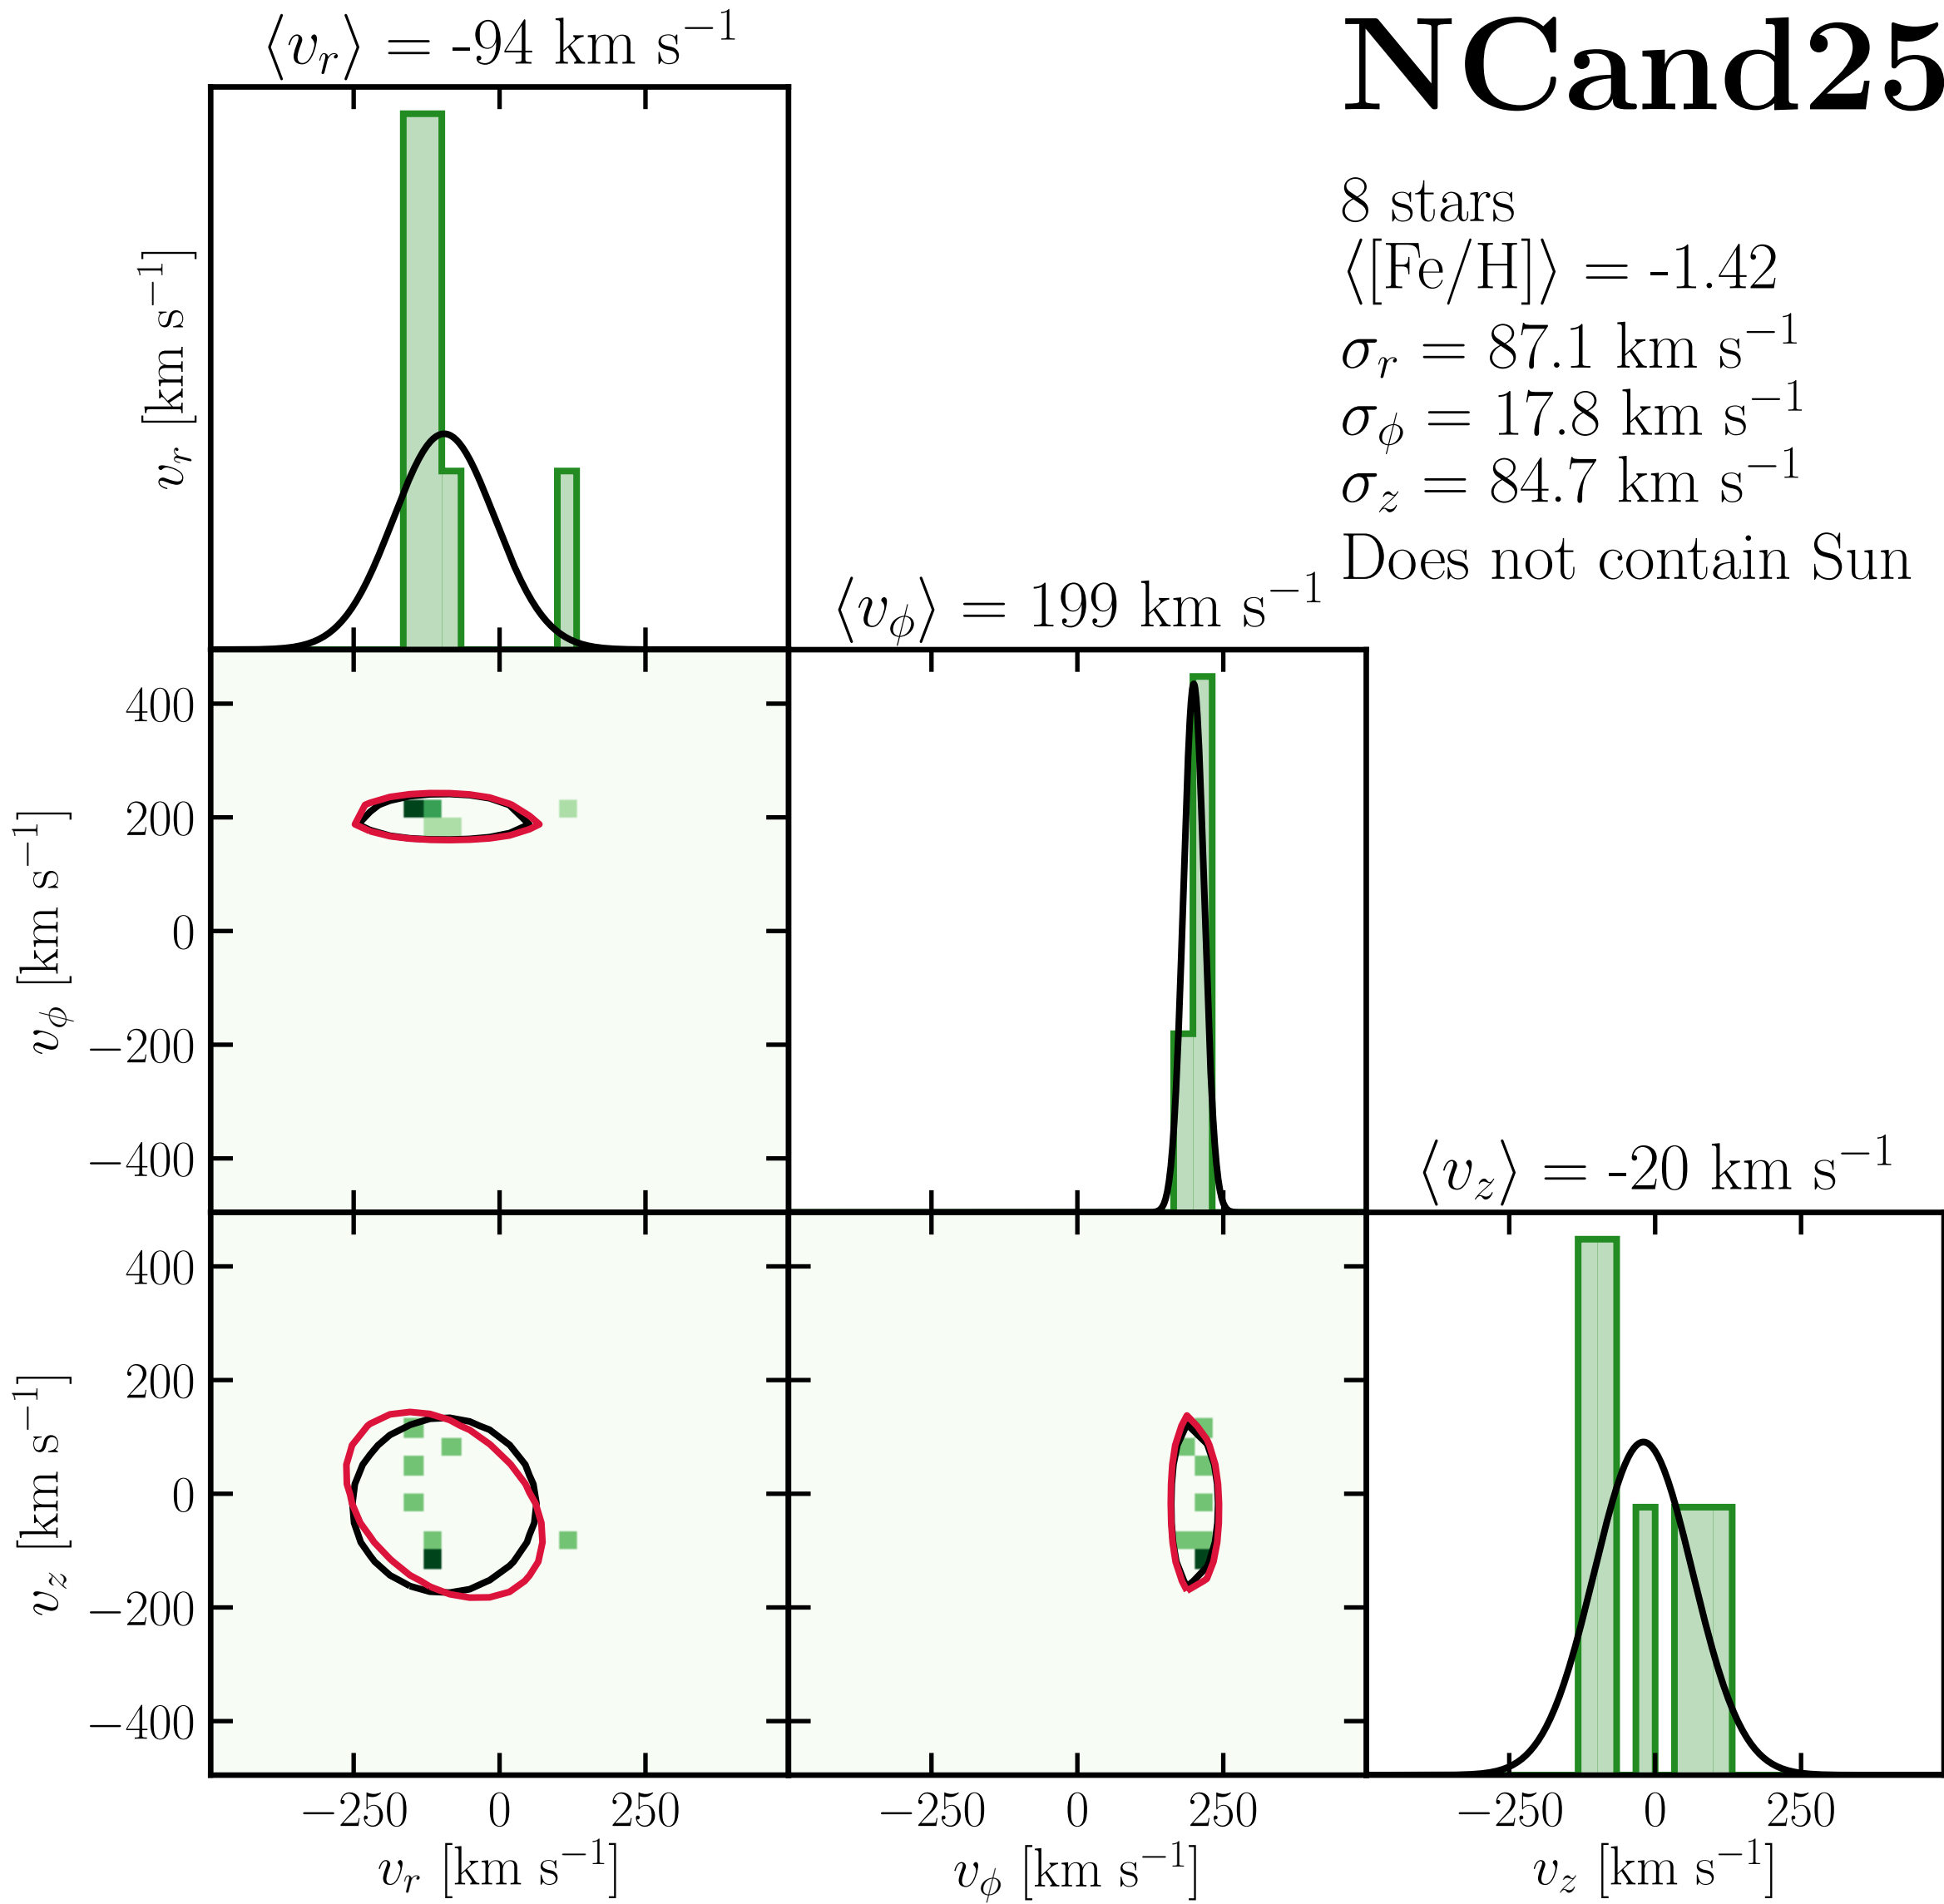 ⟨v_r⟩ = -94 km s⁻¹
NCand25
8 stars
⟨[Fe/H]⟩ = -1.42
σ_r = 87.1 km s⁻¹
σ_ϕ = 17.8 km s⁻¹
σ_z = 84.7 km s⁻¹
Does not contain Sun
v_r [km s⁻¹]
⟨v_ϕ⟩ = 199 km s⁻¹
400
200
0
−200
−400
v_ϕ [km s⁻¹]
⟨v_z⟩ = -20 km s⁻¹
400
200
0
−200
−400
v_z [km s⁻¹]
−250 0 250
−250 0 250
−250 0 250
v_r [km s⁻¹]
v_ϕ [km s⁻¹]
v_z [km s⁻¹]